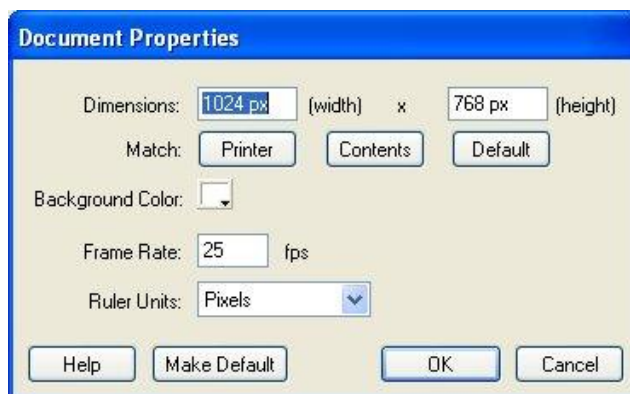 Document Properties
Dimensions: 1024 px (width) x 768 px (height)
Match: Printer Contents Default
Background Color:
Frame Rate: 25 fps
Ruler Units: Pixels
Help Make Default OK Cancel